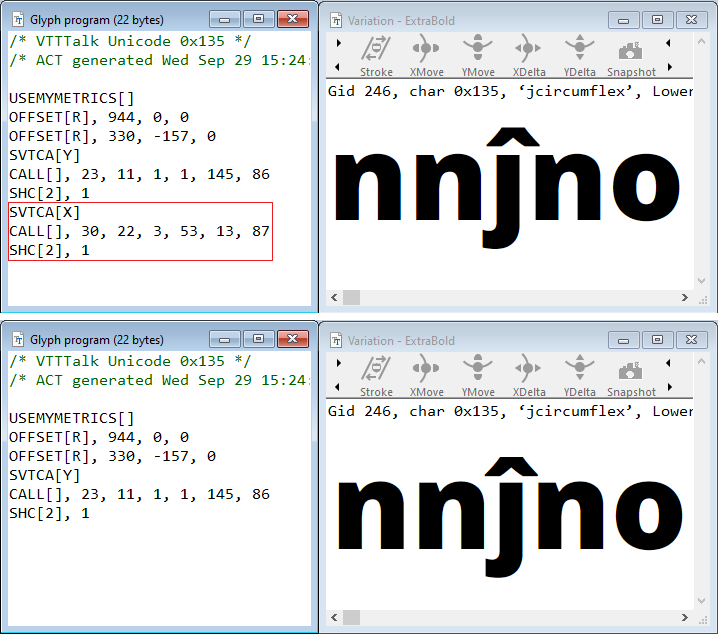 Glyph program (22 bytes)
/* VTTTalk Unicode 0x135 */
/* ACT generated Wed Sep 29 15:24:
USEMYMETRICS[]
OFFSET[R], 944, 0, 0
OFFSET[R], 330, -157, 0
SVTCA[Y]
CALL[], 23, 11, 1, 1, 145, 86
SHC[2], 1
SVTCA[X]
CALL[], 30, 22, 3, 53, 13, 87
SHC[2], 1
Variation - ExtraBold
Stroke XMove YMove XDelta YDelta Snapshot
Gid 246, char 0x135, ‘jcircumflex’, Lower
nnĵno
Glyph program (22 bytes)
/* VTTTalk Unicode 0x135 */
/* ACT generated Wed Sep 29 15:24:
USEMYMETRICS[]
OFFSET[R], 944, 0, 0
OFFSET[R], 330, -157, 0
SVTCA[Y]
CALL[], 23, 11, 1, 1, 145, 86
SHC[2], 1
Variation - ExtraBold
Stroke XMove YMove XDelta YDelta Snapshot
Gid 246, char 0x135, ‘jcircumflex’, Lower
nnĵno